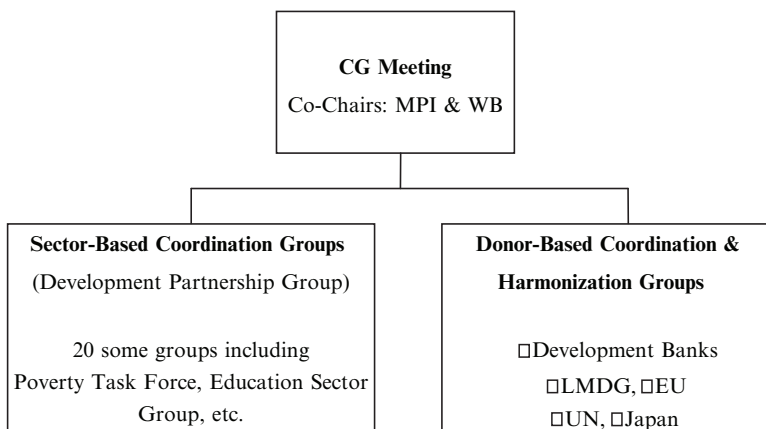 CG Meeting
Co-Chairs: MPI & WB
Sector-Based Coordination Groups
(Development Partnership Group)
20 some groups including
Poverty Task Force, Education Sector
Group, etc.
Donor-Based Coordination &
Harmonization Groups
□Development Banks
□LMDG, □EU
□UN, □Japan